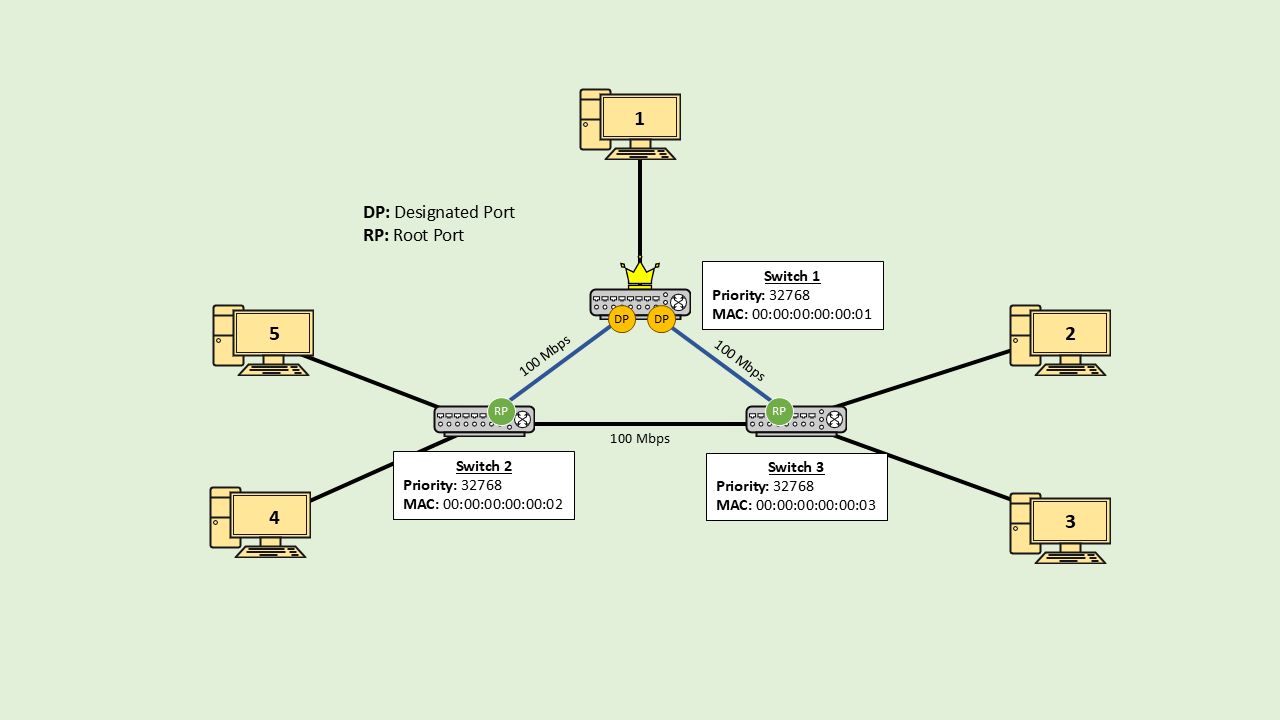 1
DP: Designated Port
RP: Root Port
Switch 1
Priority: 32768
MAC: 00:00:00:00:00:01
DP
DP
5
2
100 Mbps
100 Mbps
RP
RP
100 Mbps
Switch 2
Priority: 32768
MAC: 00:00:00:00:00:02
Switch 3
Priority: 32768
MAC: 00:00:00:00:00:03
4
3